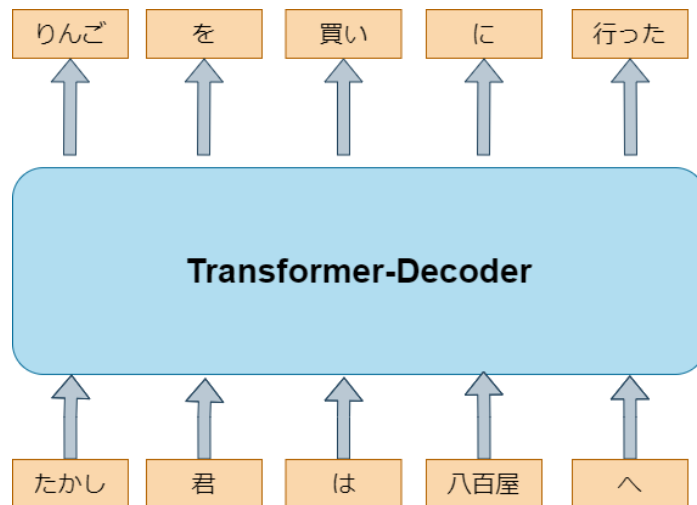 りんご を 買い に 行った
Transformer-Decoder
たかし 君 は 八百屋 へ